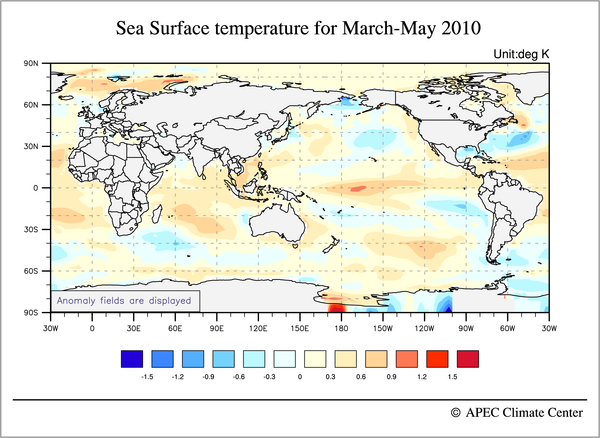 Sea Surface temperature for March-May 2010
Unit:deg K
90N
60N
30N
0
30S
60S
90S
Anomaly fields are displayed
30W 0 30E 60E 90E 120E 150E 180 150W 120W 90W 60W 30W
-1.5 -1.2 -0.9 -0.6 -0.3 0 0.3 0.6 0.9 1.2 1.5
© APEC Climate Center